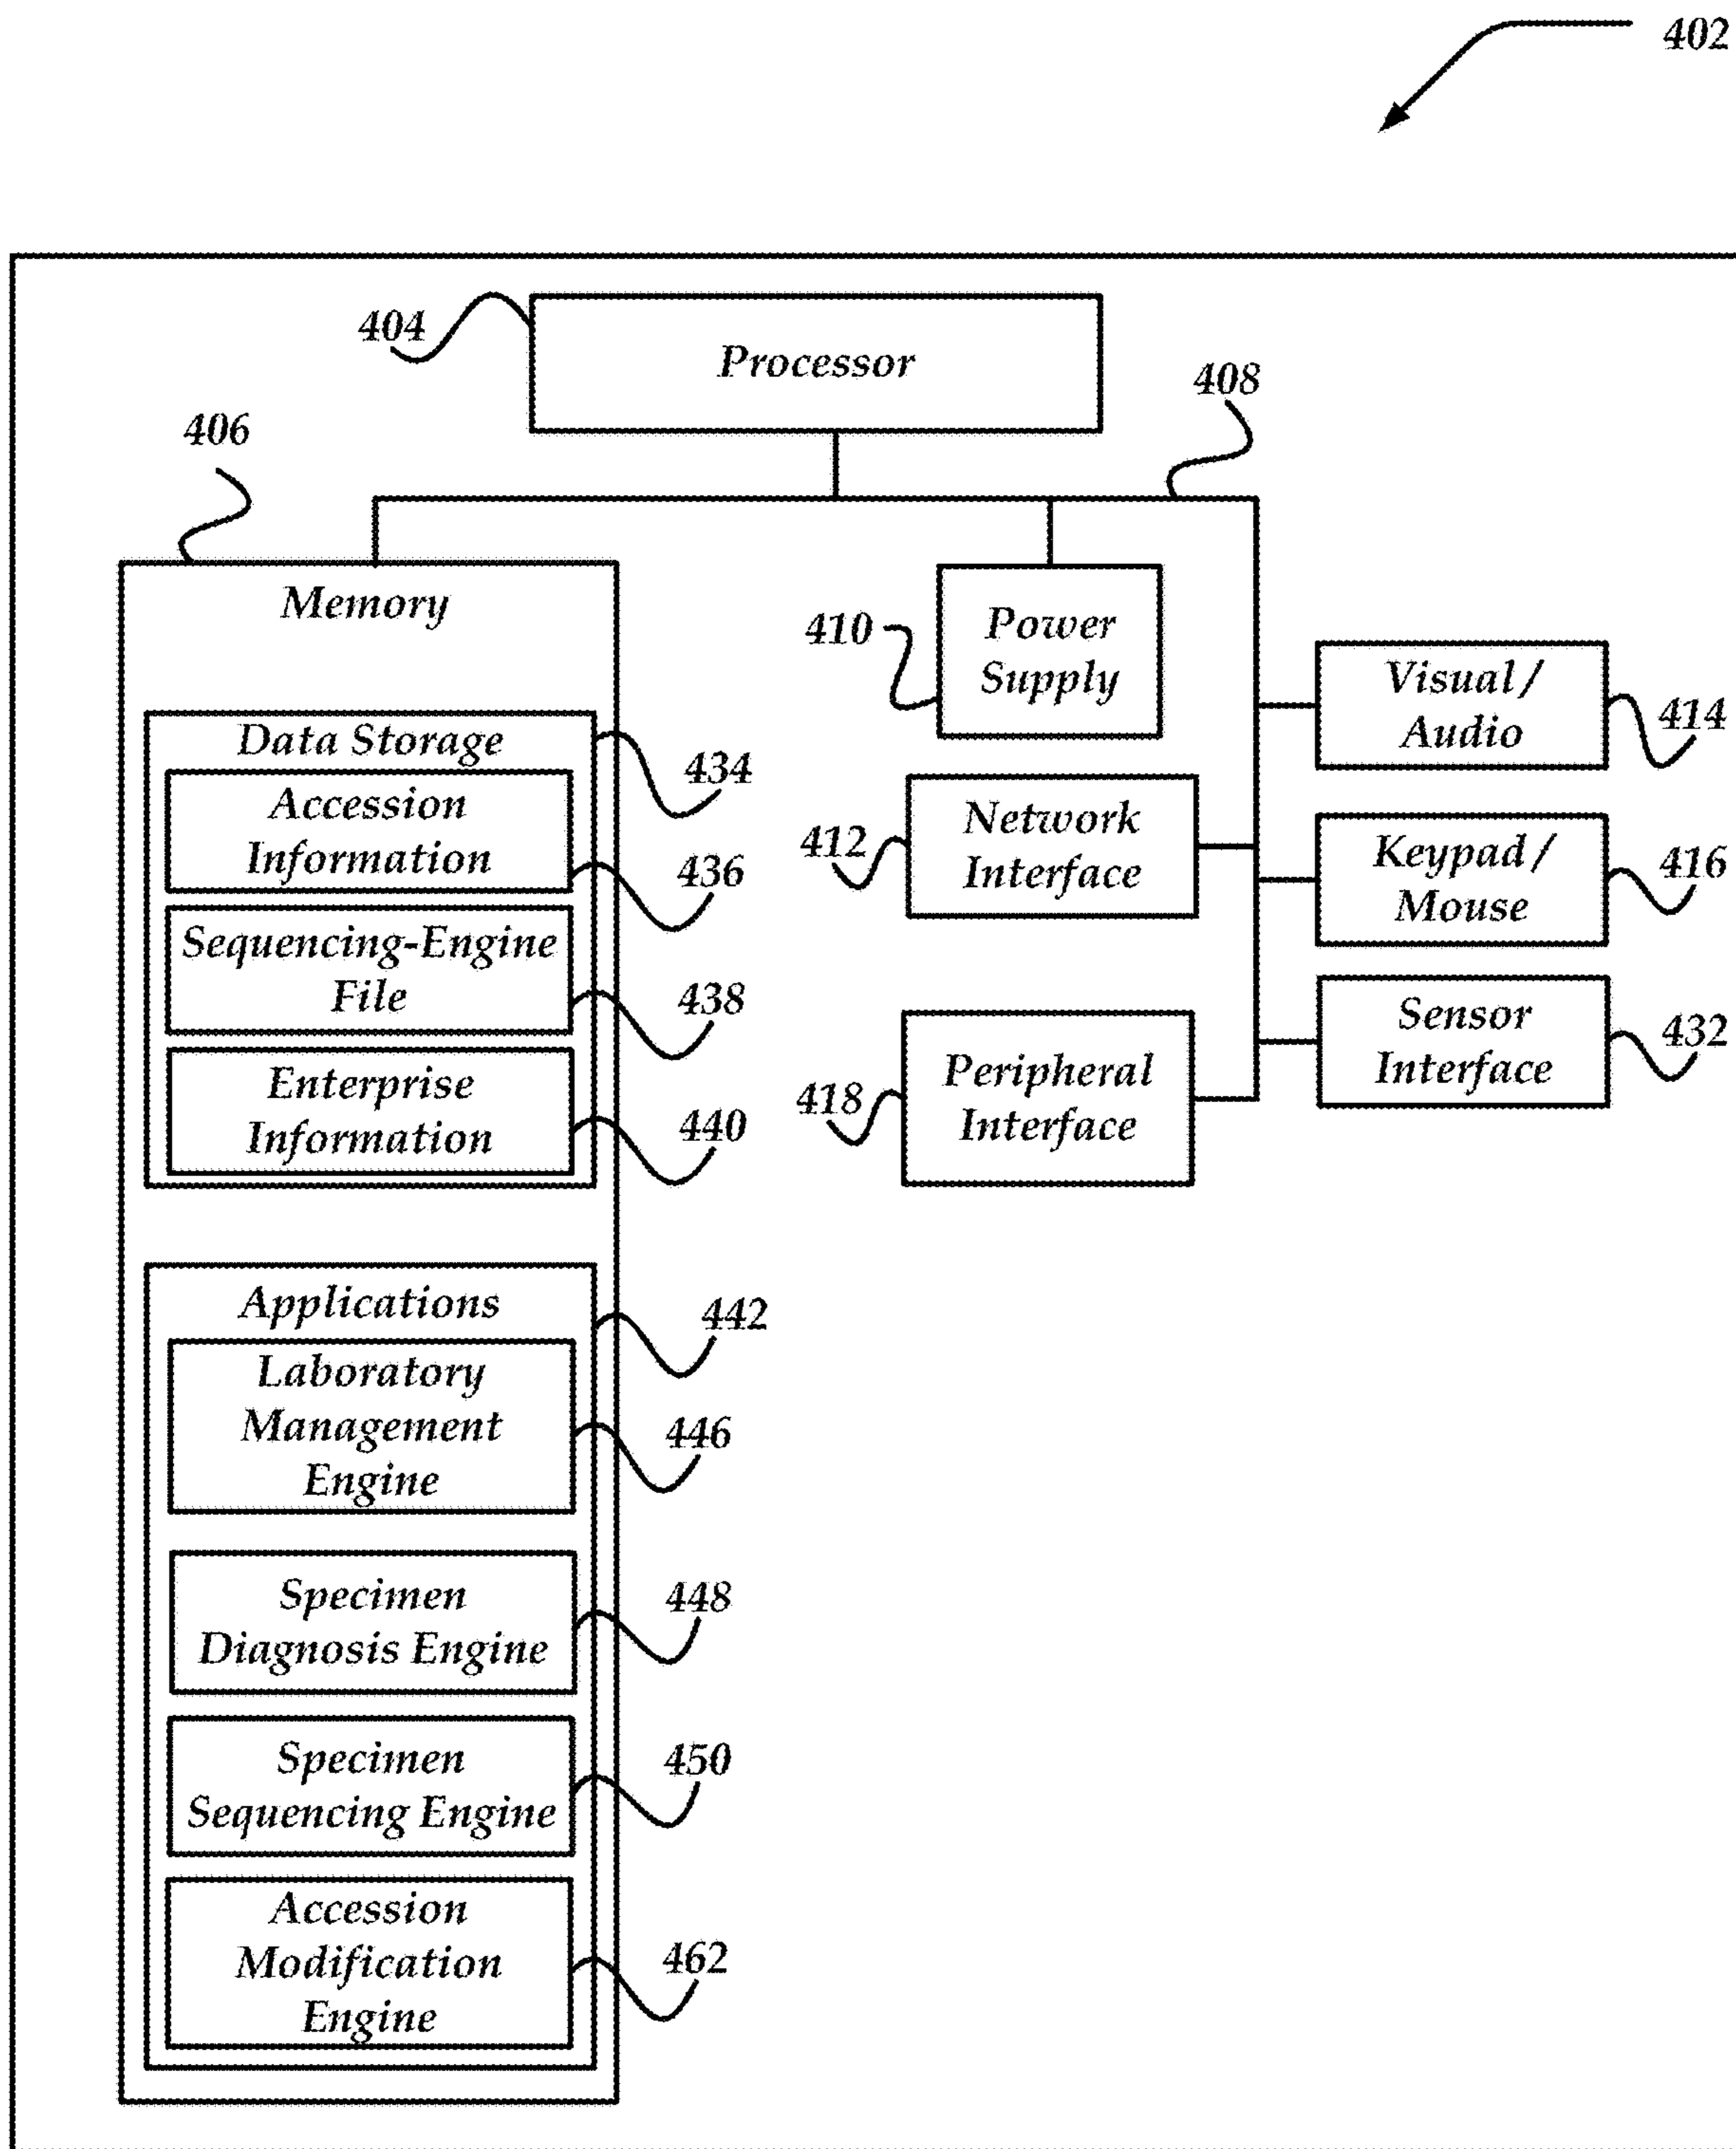 402
404
Processor
408
406
Memory
410
Power
Supply
Visual/
Audio
414
Data Storage
434
Accession
Information
436
412
Network
Interface
Keypad/
Mouse
416
Sequencing-Engine
File
438
Sensor
Interface
432
418
Peripheral
Interface
Enterprise
Information
440
Applications
442
Laboratory
Management
Engine
446
Specimen
Diagnosis Engine
448
Specimen
Sequencing Engine
450
Accession
Modification
Engine
462